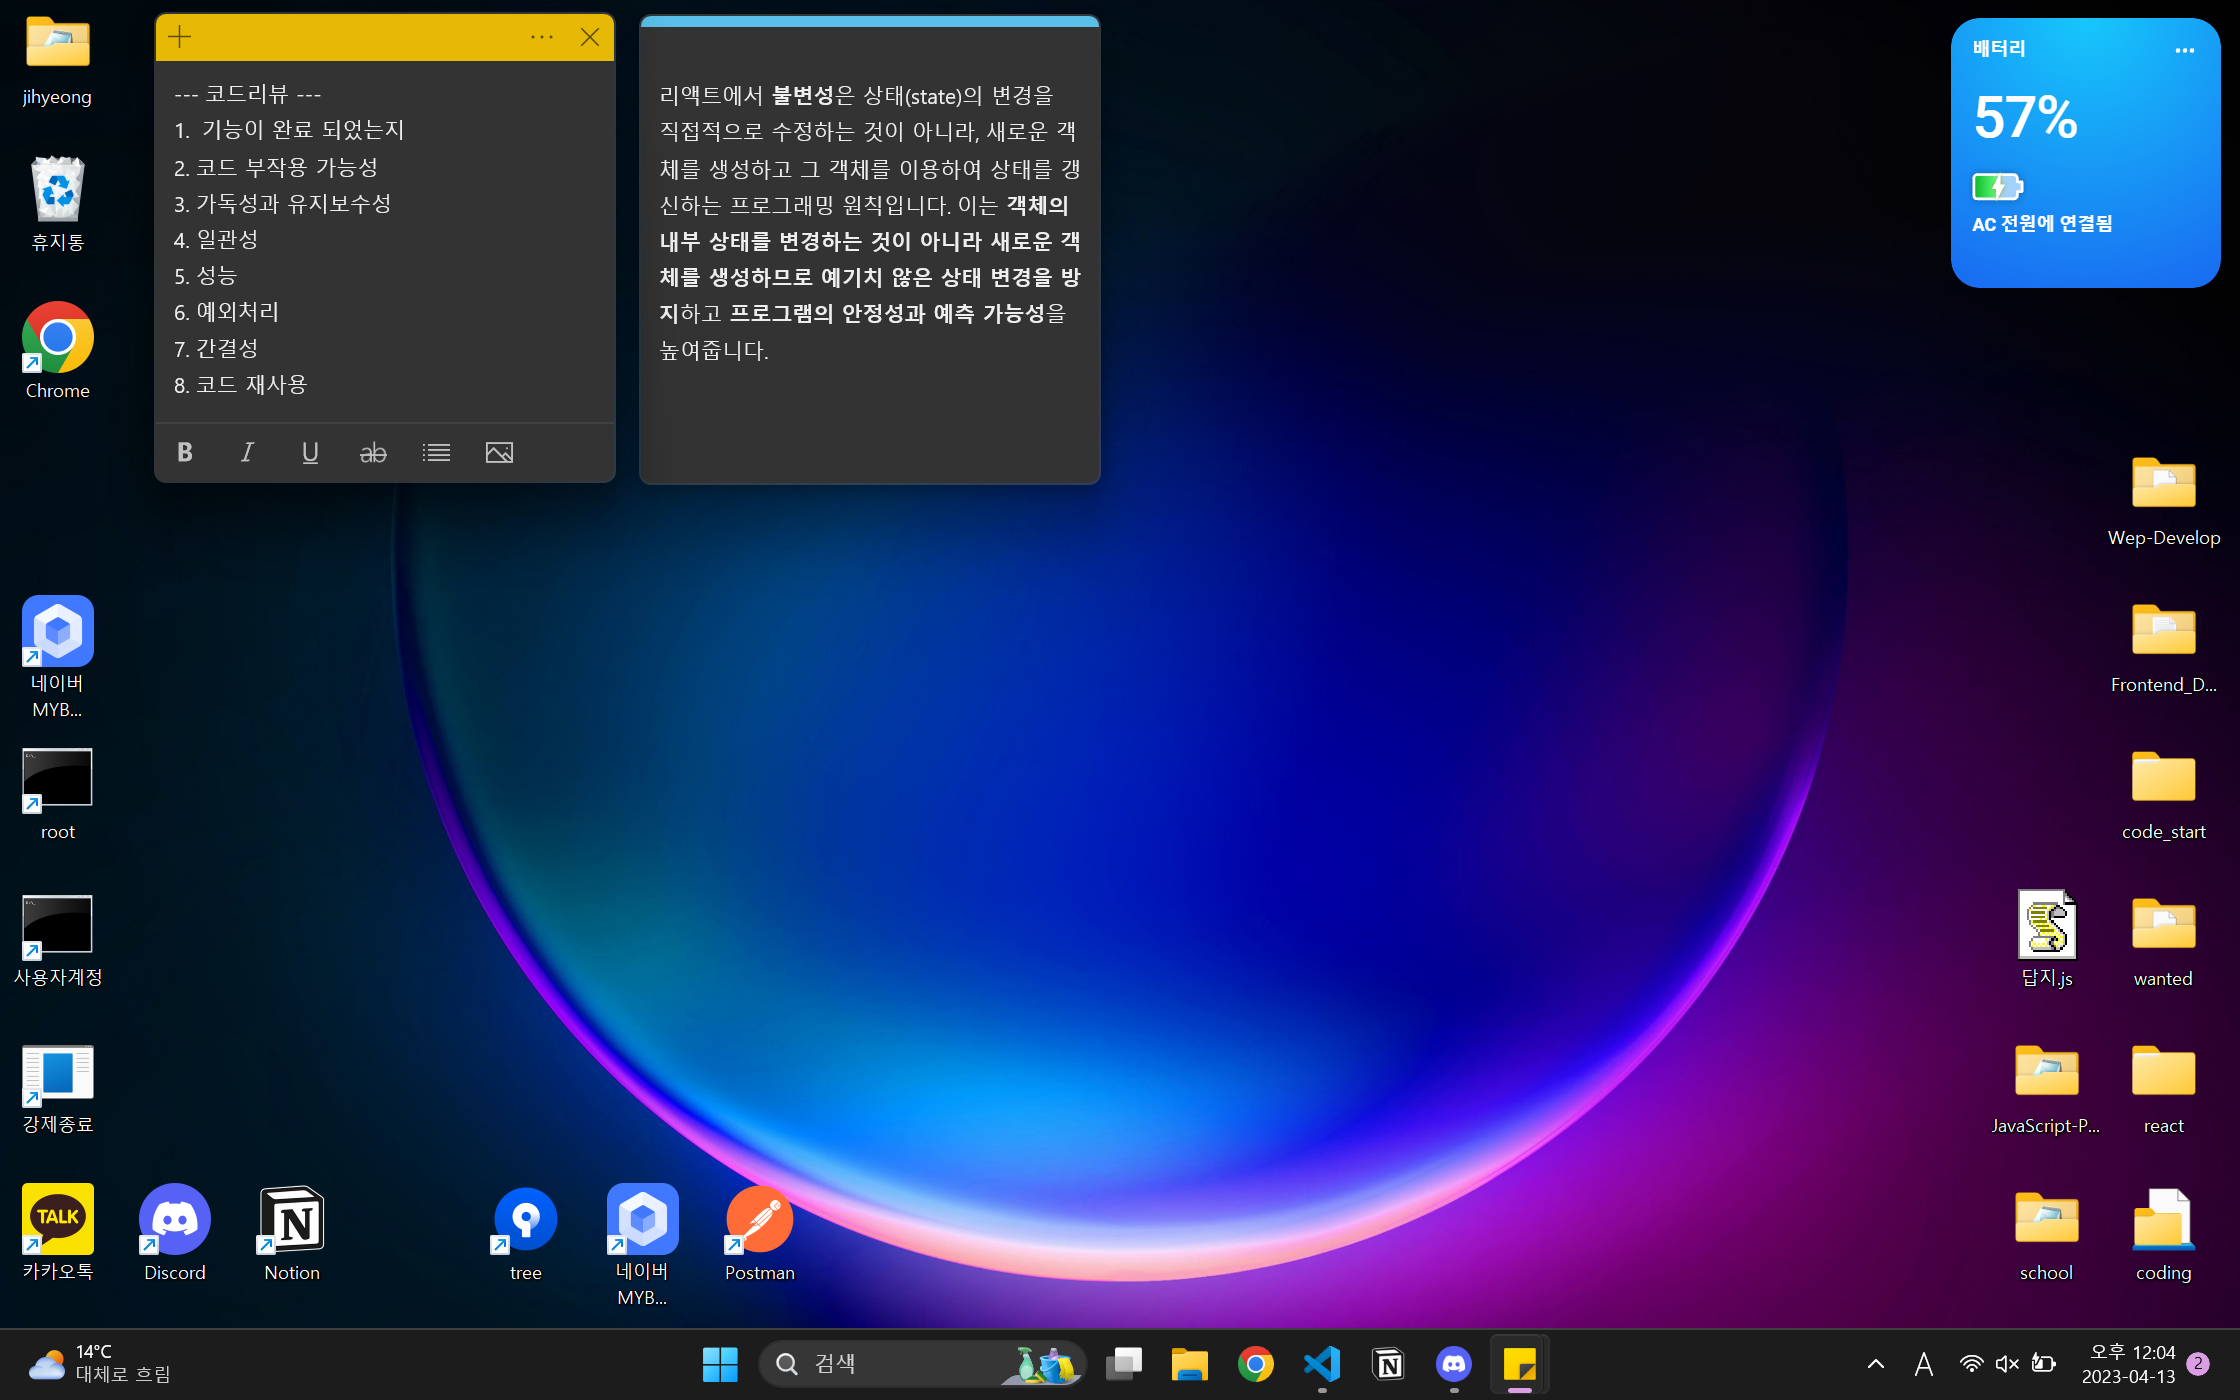 jihyeong
휴지통
Chrome
네이버
MYB...
root
사용자계정
강제종료
카카오톡
Discord
Notion
tree
네이버
MYB...
Postman
--- 코드리뷰 ---
1.  기능이 완료 되었는지
2. 코드 부작용 가능성
3. 가독성과 유지보수성
4. 일관성
5. 성능
6. 예외처리
7. 간결성
8. 코드 재사용
B I U ab
리액트에서 불변성은 상태(state)의 변경을
직접적으로 수정하는 것이 아니라, 새로운 객
체를 생성하고 그 객체를 이용하여 상태를 갱
신하는 프로그래밍 원칙입니다. 이는 객체의
내부 상태를 변경하는 것이 아니라 새로운 객
체를 생성하므로 예기치 않은 상태 변경을 방
지하고 프로그램의 안정성과 예측 가능성을
높여줍니다.
배터리
57%
AC 전원에 연결됨
Wep-Develop
Frontend_D...
code_start
답지.js
wanted
JavaScript-P...
react
school
coding
TALK
14°C
대체로 흐림
검색
A
오후 12:04
2023-04-13
2